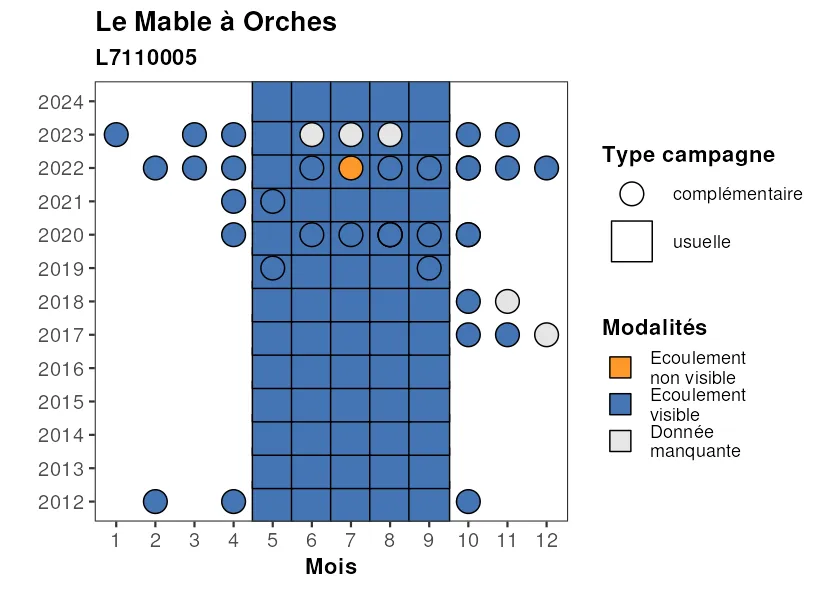 Le Mable à Orches
L7110005
2024
2023
2022
2021
2020
2019
2018
2017
2016
2015
2014
2013
2012
1 2 3 4 5 6 7 8 9 10 11 12
Mois
Type campagne
complémentaire
usuelle
Modalités
Ecoulement
non visible
Ecoulement
visible
Donnée
manquante